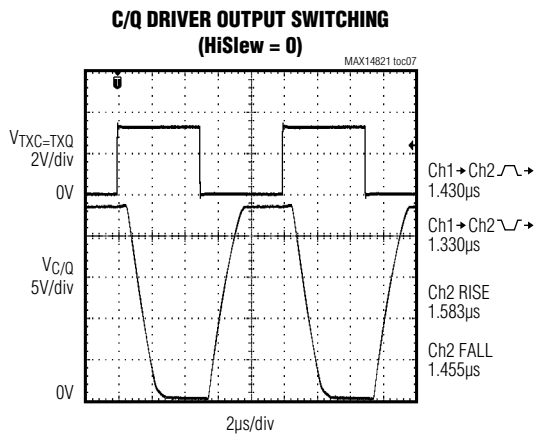 C/Q DRIVER OUTPUT SWITCHING
(HiSlew = 0)
MAX14821 toc07
VTXC=TXQ
2V/div
0V
VC/Q
5V/div
0V
2µs/div
Ch1→Ch2 →
1.430µs
Ch1→Ch2 →
1.330µs
Ch2 RISE
1.583µs
Ch2 FALL
1.455µs